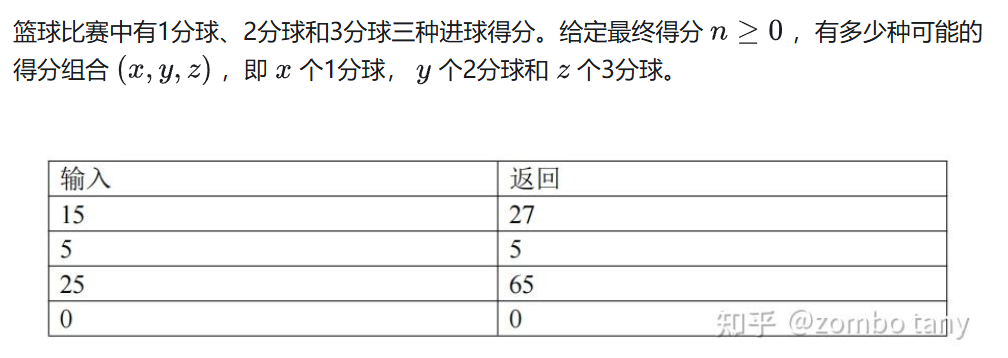 篮球比赛中有1分球、2分球和3分球三种进球得分。给定最终得分 n ≥ 0 ，有多少种可能的
得分组合 (x, y, z) ，即 x 个1分球， y 个2分球和 z 个3分球。
输入 返回
15 27
5 5
25 65
0 0
知乎 @zombo tany